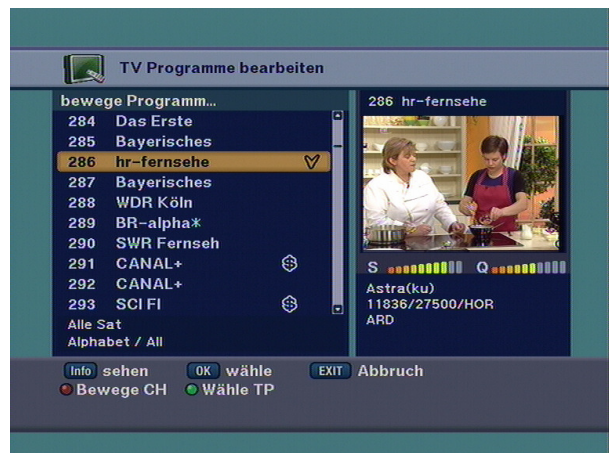 TV Programme bearbeiten
bewege Programm...
284 Das Erste
285 Bayerisches
286 hr-fernsehe
287 Bayerisches
288 WDR Köln
289 BR-alpha*
290 SWR Fernseh
291 CANAL+
292 CANAL+
293 SCI FI
Alle Sat
Alphabet / All
286 hr-fernsehe
S Q
Astra(ku)
11836/27500/HOR
ARD
Info sehen OK wähle EXIT Abbruch
Bewege CH Wähle TP